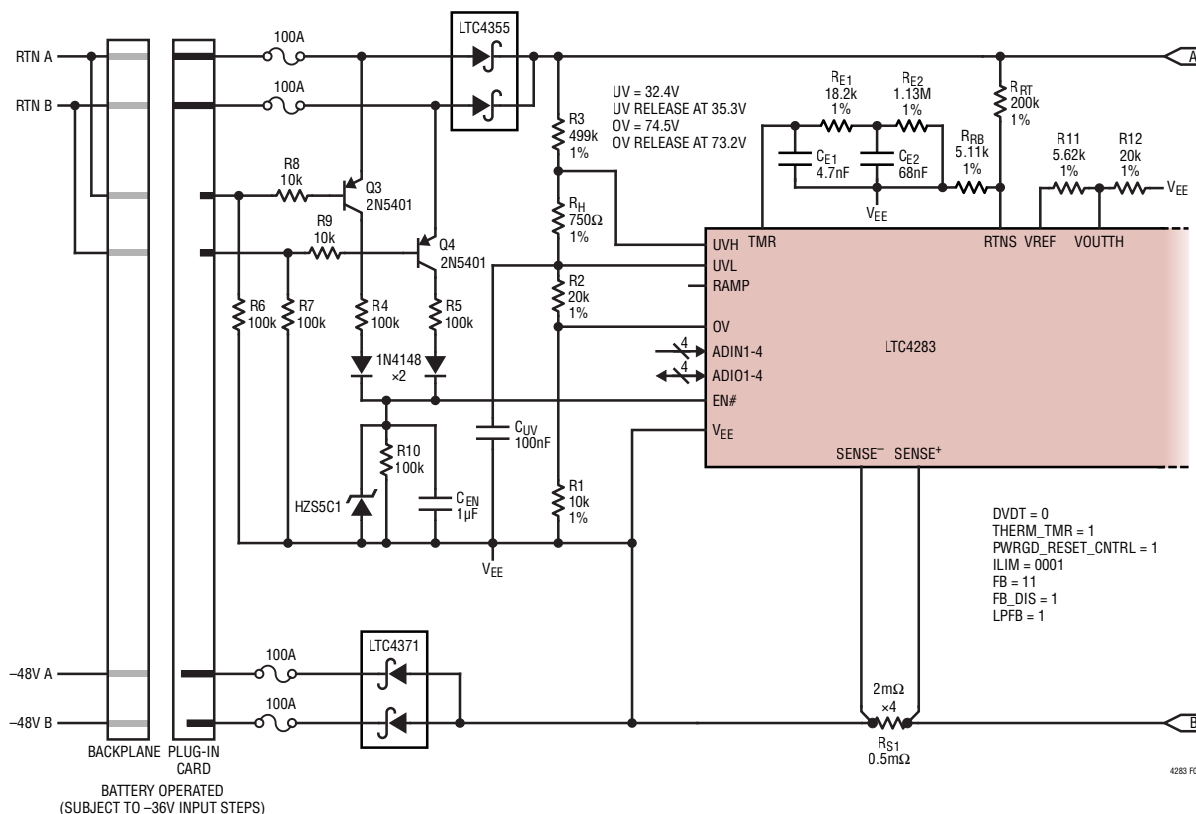 RTN A
RTN B
100A
100A
LTC4355
R3
499k
1%
UV = 32.4V
UV RELEASE AT 35.3V
OV = 74.5V
OV RELEASE AT 73.2V
RE1
18.2k
1%
RE2
1.13M
1%
CE1
4.7nF
CE2
68nF
VEE
RRB
5.11k
1%
RRT
200k
1%
R11
5.62k
1%
R12
20k
1%
VEE
A
R8
10k
Q3
2N5401
R9
10k
Q4
2N5401
RH
750Ω
1%
R6
100k
R7
100k
R4
100k
R5
100k
R2
20k
1%
1N4148
×2
TMR
RTNS
VREF
VOUTTH
UVH
UVL
RAMP
OV
4
ADIN1-4
4
ADIO1-4
EN#
VEE
LTC4283
SENSE–
SENSE+
CUV
100nF
HZS5C1
R10
100k
CEN
1µF
R1
10k
1%
VEE
DVDT = 0
THERM_TMR = 1
PWRGD_RESET_CNTRL = 1
ILIM = 0001
FB = 11
FB_DIS = 1
LPFB = 1
LTC4371
100A
100A
–48V A
–48V B
2mΩ
×4
RS1
0.5mΩ
B
BACKPLANE
PLUG-IN
CARD
BATTERY OPERATED
(SUBJECT TO –36V INPUT STEPS)